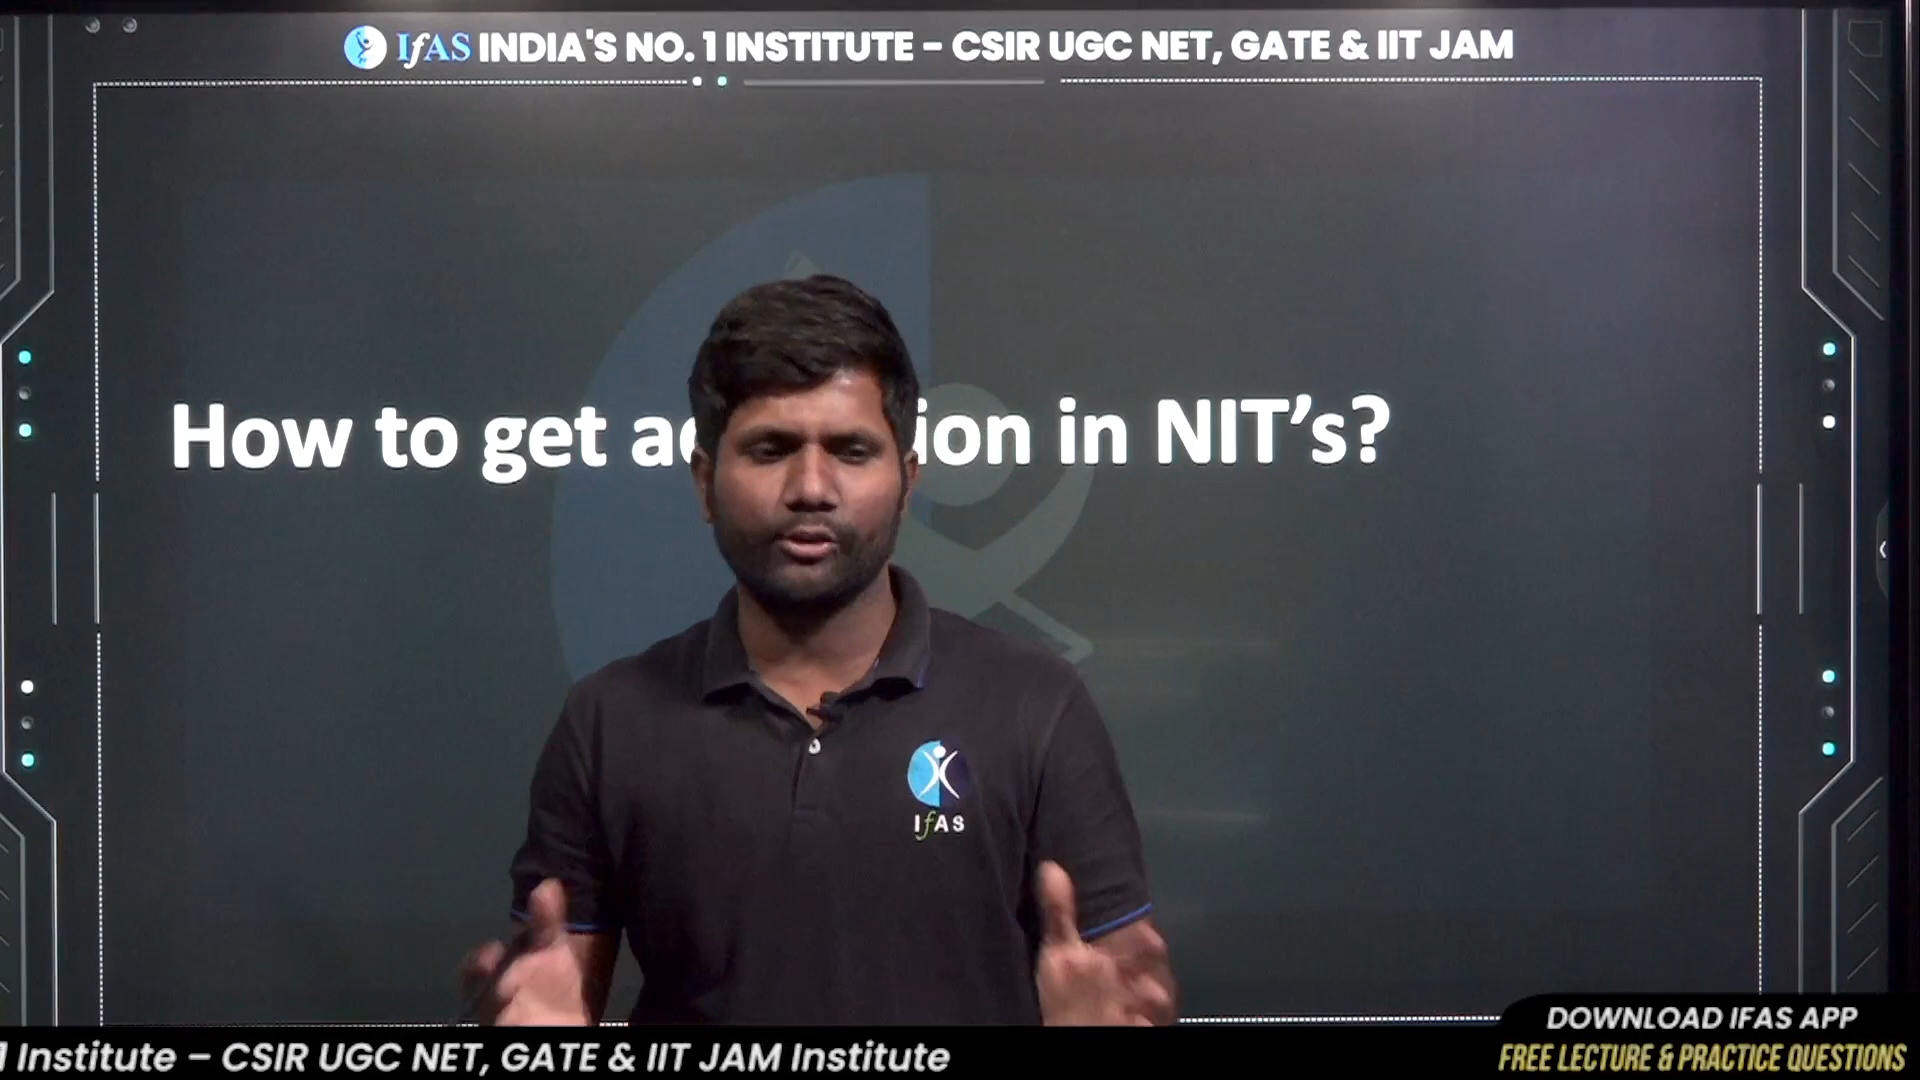 IfAS INDIA'S NO. 1 INSTITUTE - CSIR UGC NET, GATE & IIT JAM
How to get ion in NIT's?
IfAS
DOWNLOAD IFAS APP
1 Institute – CSIR UGC NET, GATE & IIT JAM Institute
FREE LECTURE & PRACTICE QUESTIONS